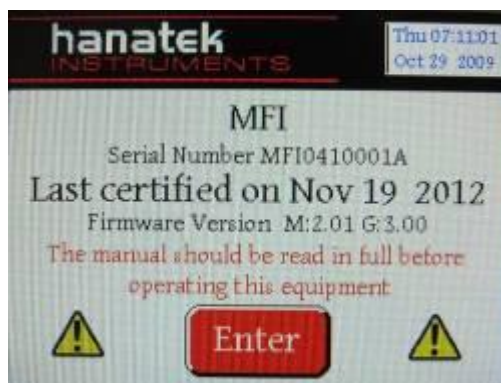 hanatek
INSTRUMENTS
Thu 07:11:01
Oct 29 2009
MFI
Serial Number MFI0410001A
Last certified on Nov 19 2012
Firmware Version M:2.01 G:3.00
The manual should be read in full before
operating this equipment
Enter